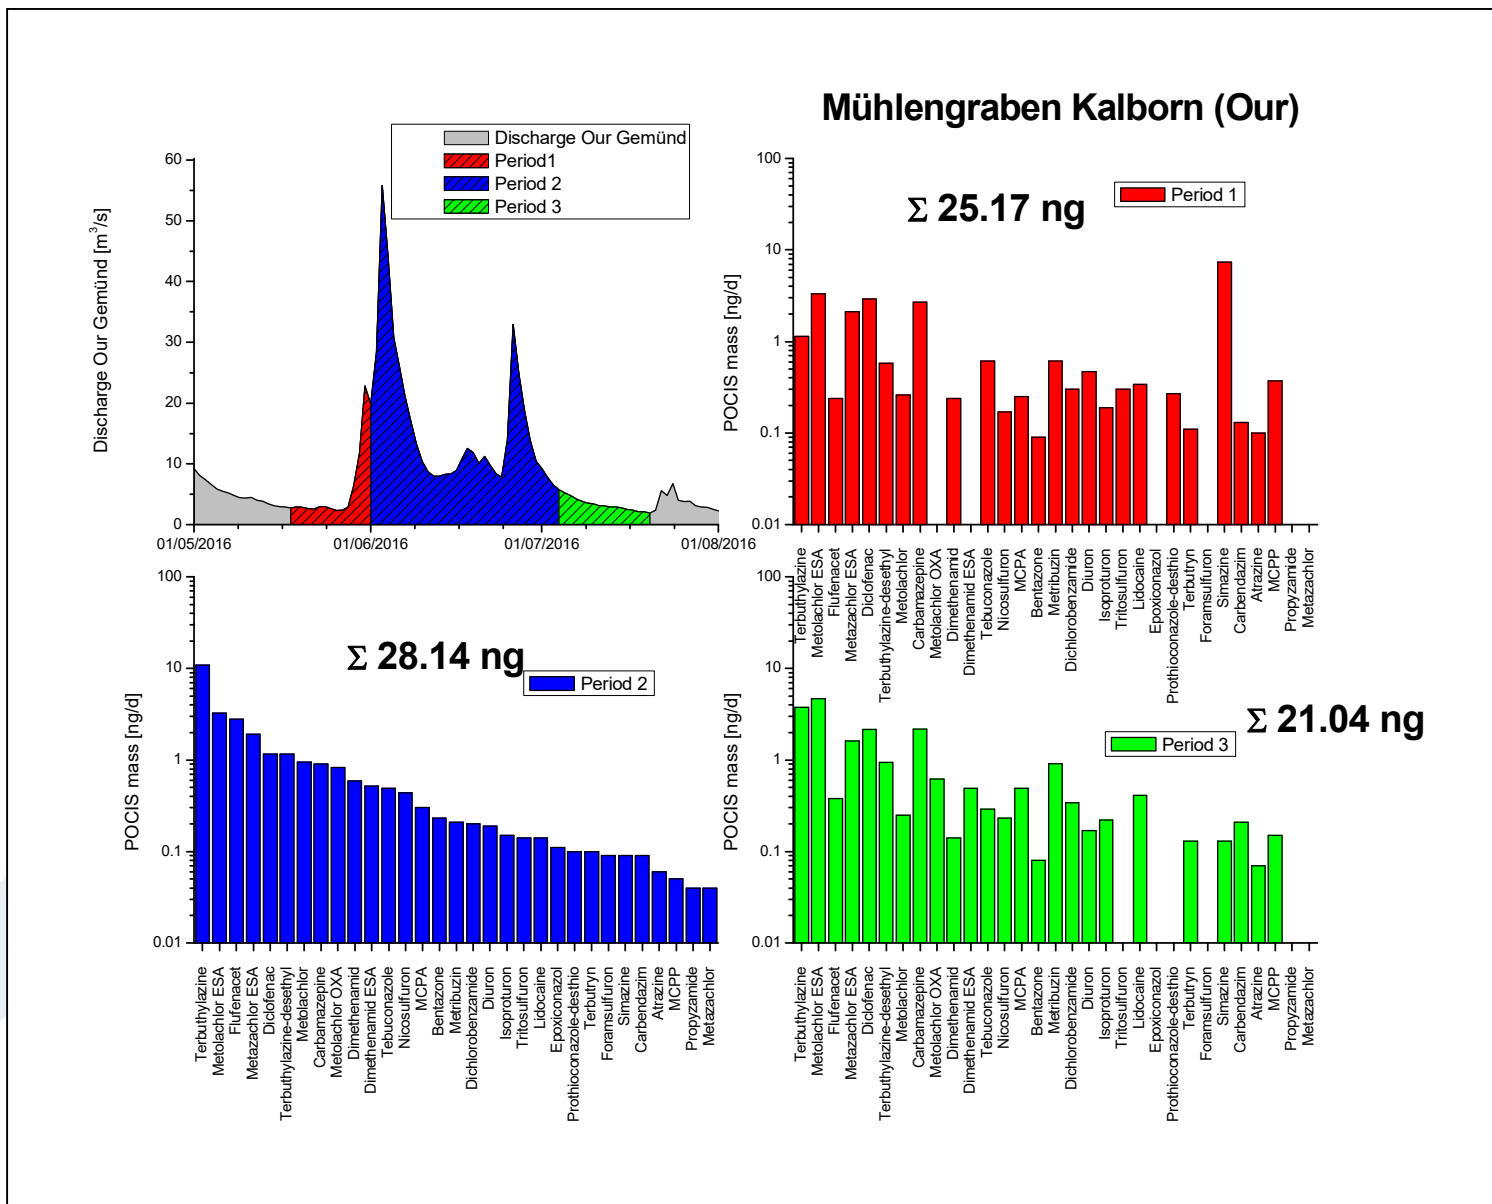 Mühlengraben Kalborn (Our)
Discharge Our Gemünd
Period1
Period 2
Period 3
Discharge Our Gemünd [m³/s]
60
50
40
30
20
10
0
01/05/2016
01/06/2016
01/07/2016
01/08/2016
Σ 25.17 ng
Period 1
POCIS mass [ng/d]
100
10
1
0.1
0.01
Terbuthylazine
Metolachlor ESA
Flufenacet
Metazachlor ESA
Diclofenac
Terbuthylazine-desethyl
Metolachlor
Carbamazepine
Metolachlor OXA
Dimethenamid
Dimethenamid ESA
Tebuconazole
Nicosulfuron
MCPA
Bentazone
Metribuzin
Dichlorobenzamide
Diuron
Isoproturon
Tritosulfuron
Lidocaine
Epoxiconazol
Prothioconazole-desthio
Terbutryn
Foramsulfuron
Simazine
Carbendazim
Atrazine
MCPP
Propyzamide
Metazachlor
Σ 28.14 ng
Period 2
POCIS mass [ng/d]
100
10
1
0.1
0.01
Terbuthylazine
Metolachlor ESA
Flufenacet
Metazachlor ESA
Diclofenac
Terbuthylazine-desethyl
Metolachlor
Carbamazepine
Metolachlor OXA
Dimethenamid
Dimethenamid ESA
Tebuconazole
Nicosulfuron
MCPA
Bentazone
Metribuzin
Dichlorobenzamide
Diuron
Isoproturon
Tritosulfuron
Lidocaine
Epoxiconazol
Prothioconazole-desthio
Terbutryn
Foramsulfuron
Simazine
Carbendazim
Atrazine
MCPP
Propyzamide
Metazachlor
Σ 21.04 ng
Period 3
POCIS mass [ng/d]
100
10
1
0.1
0.01
Terbuthylazine
Metolachlor ESA
Flufenacet
Metazachlor ESA
Diclofenac
Terbuthylazine-desethyl
Metolachlor
Carbamazepine
Metolachlor OXA
Dimethenamid
Dimethenamid ESA
Tebuconazole
Nicosulfuron
MCPA
Bentazone
Metribuzin
Dichlorobenzamide
Diuron
Isoproturon
Tritosulfuron
Lidocaine
Epoxiconazol
Prothioconazole-desthio
Terbutryn
Foramsulfuron
Simazine
Carbendazim
Atrazine
MCPP
Propyzamide
Metazachlor